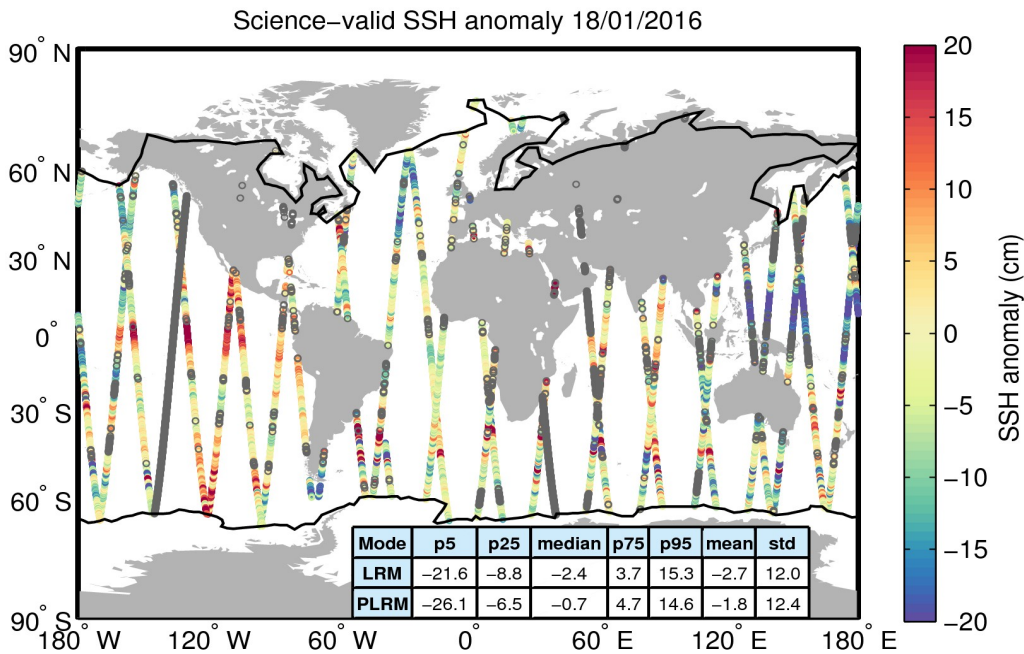 Science−valid SSH anomaly 18/01/2016
90° N
60° N
30° N
0°
30° S
60° S
90° S
180° W
120° W
60° W
0°
60° E
120° E
180° E
Mode p5 p25 median p75 p95 mean std
LRM −21.6 −8.8 −2.4 3.7 15.3 −2.7 12.0
PLRM −26.1 −6.5 −0.7 4.7 14.6 −1.8 12.4
20
15
10
5
0
−5
−10
−15
−20
SSH anomaly (cm)